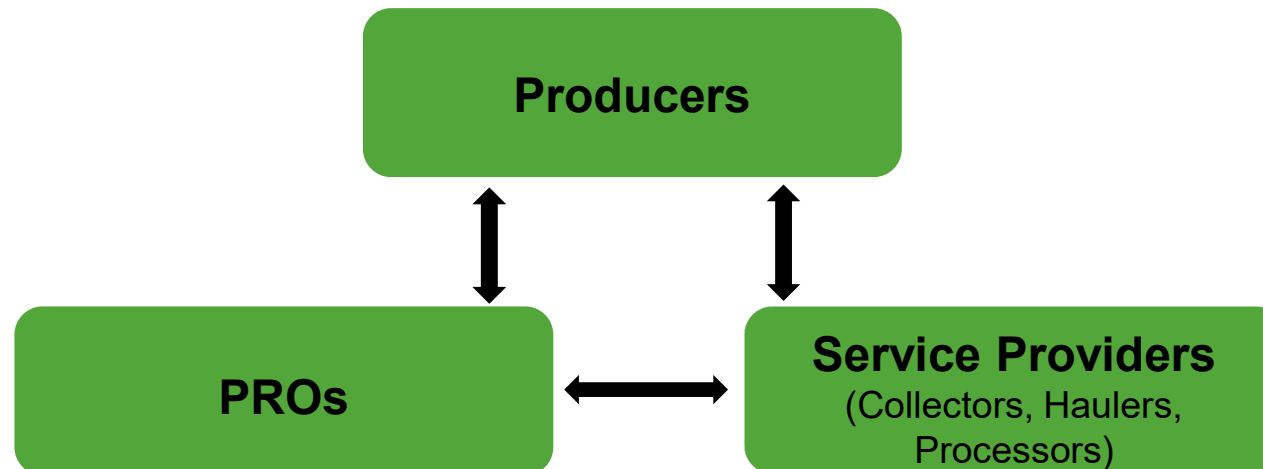 Producers
PROs
Service Providers
(Collectors, Haulers,
Processors)